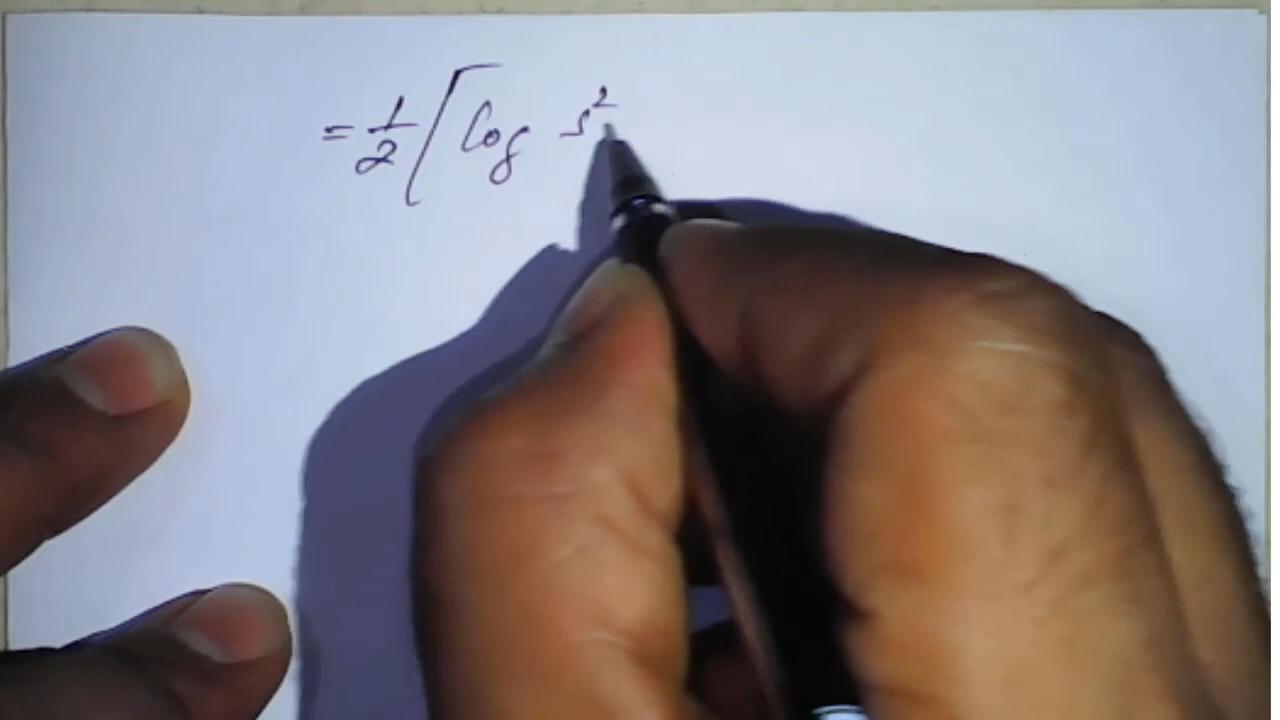 = 1/2 [ log s²